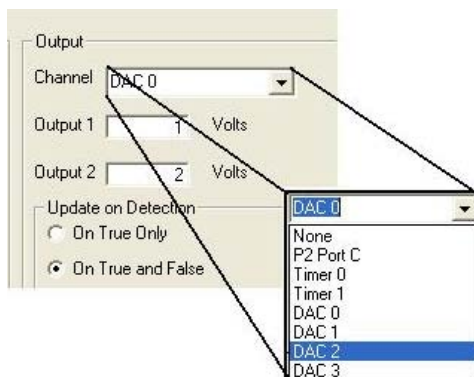 Output
Channel DAC 0
Output 1 1 Volts
Output 2 2 Volts
Update on Detection
On True Only
On True and False
DAC 0
None
P2 Port C
Timer 0
Timer 1
DAC 0
DAC 1
DAC 2
DAC 3